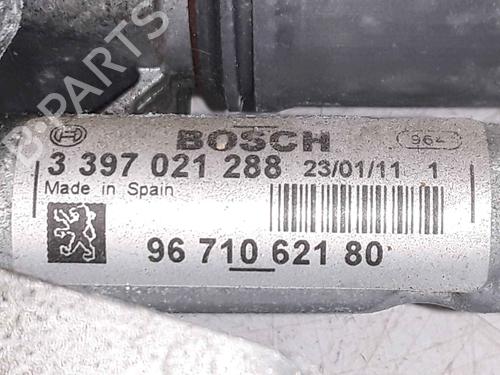 BOSCH
964
3 397 021 288 23/01/11 1
Made in Spain
96 710 621 80
B-PARTS